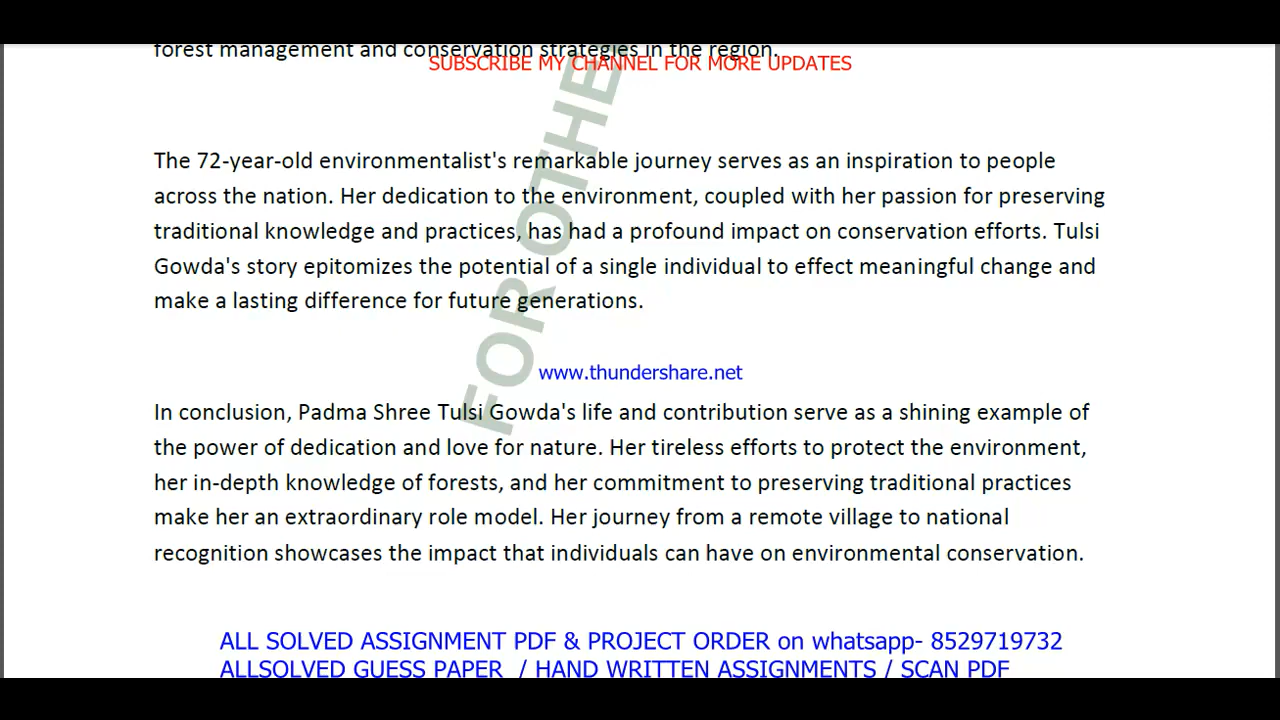 forest management and conservation strategies in the region.
SUBSCRIBE MY CHANNEL FOR MORE UPDATES
The 72-year-old environmentalist's remarkable journey serves as an inspiration to people
across the nation. Her dedication to the environment, coupled with her passion for preserving
traditional knowledge and practices, has had a profound impact on conservation efforts. Tulsi
Gowda's story epitomizes the potential of a single individual to effect meaningful change and
make a lasting difference for future generations.
FOR OTHE
www.thundershare.net
In conclusion, Padma Shree Tulsi Gowda's life and contribution serve as a shining example of
the power of dedication and love for nature. Her tireless efforts to protect the environment,
her in-depth knowledge of forests, and her commitment to preserving traditional practices
make her an extraordinary role model. Her journey from a remote village to national
recognition showcases the impact that individuals can have on environmental conservation.
ALL SOLVED ASSIGNMENT PDF & PROJECT ORDER on whatsapp- 8529719732
ALLSOLVED GUESS PAPER / HAND WRITTEN ASSIGNMENTS / SCAN PDF